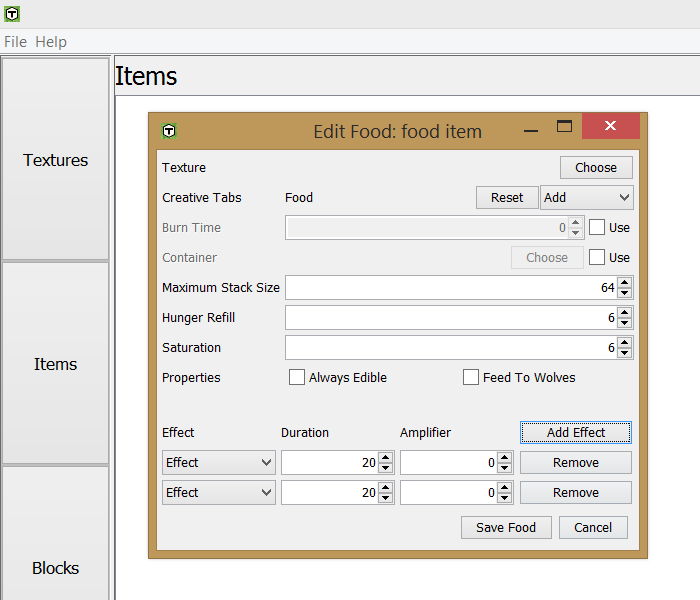 File Help
Items
Textures
Items
Blocks
Edit Food: food item
Texture Choose
Creative Tabs Food Reset Add
Burn Time 0 Use
Container Choose Use
Maximum Stack Size 64
Hunger Refill 6
Saturation 6
Properties Always Edible Feed To Wolves
Effect Duration Amplifier Add Effect
Effect 20 0 Remove
Effect 20 0 Remove
Save Food Cancel